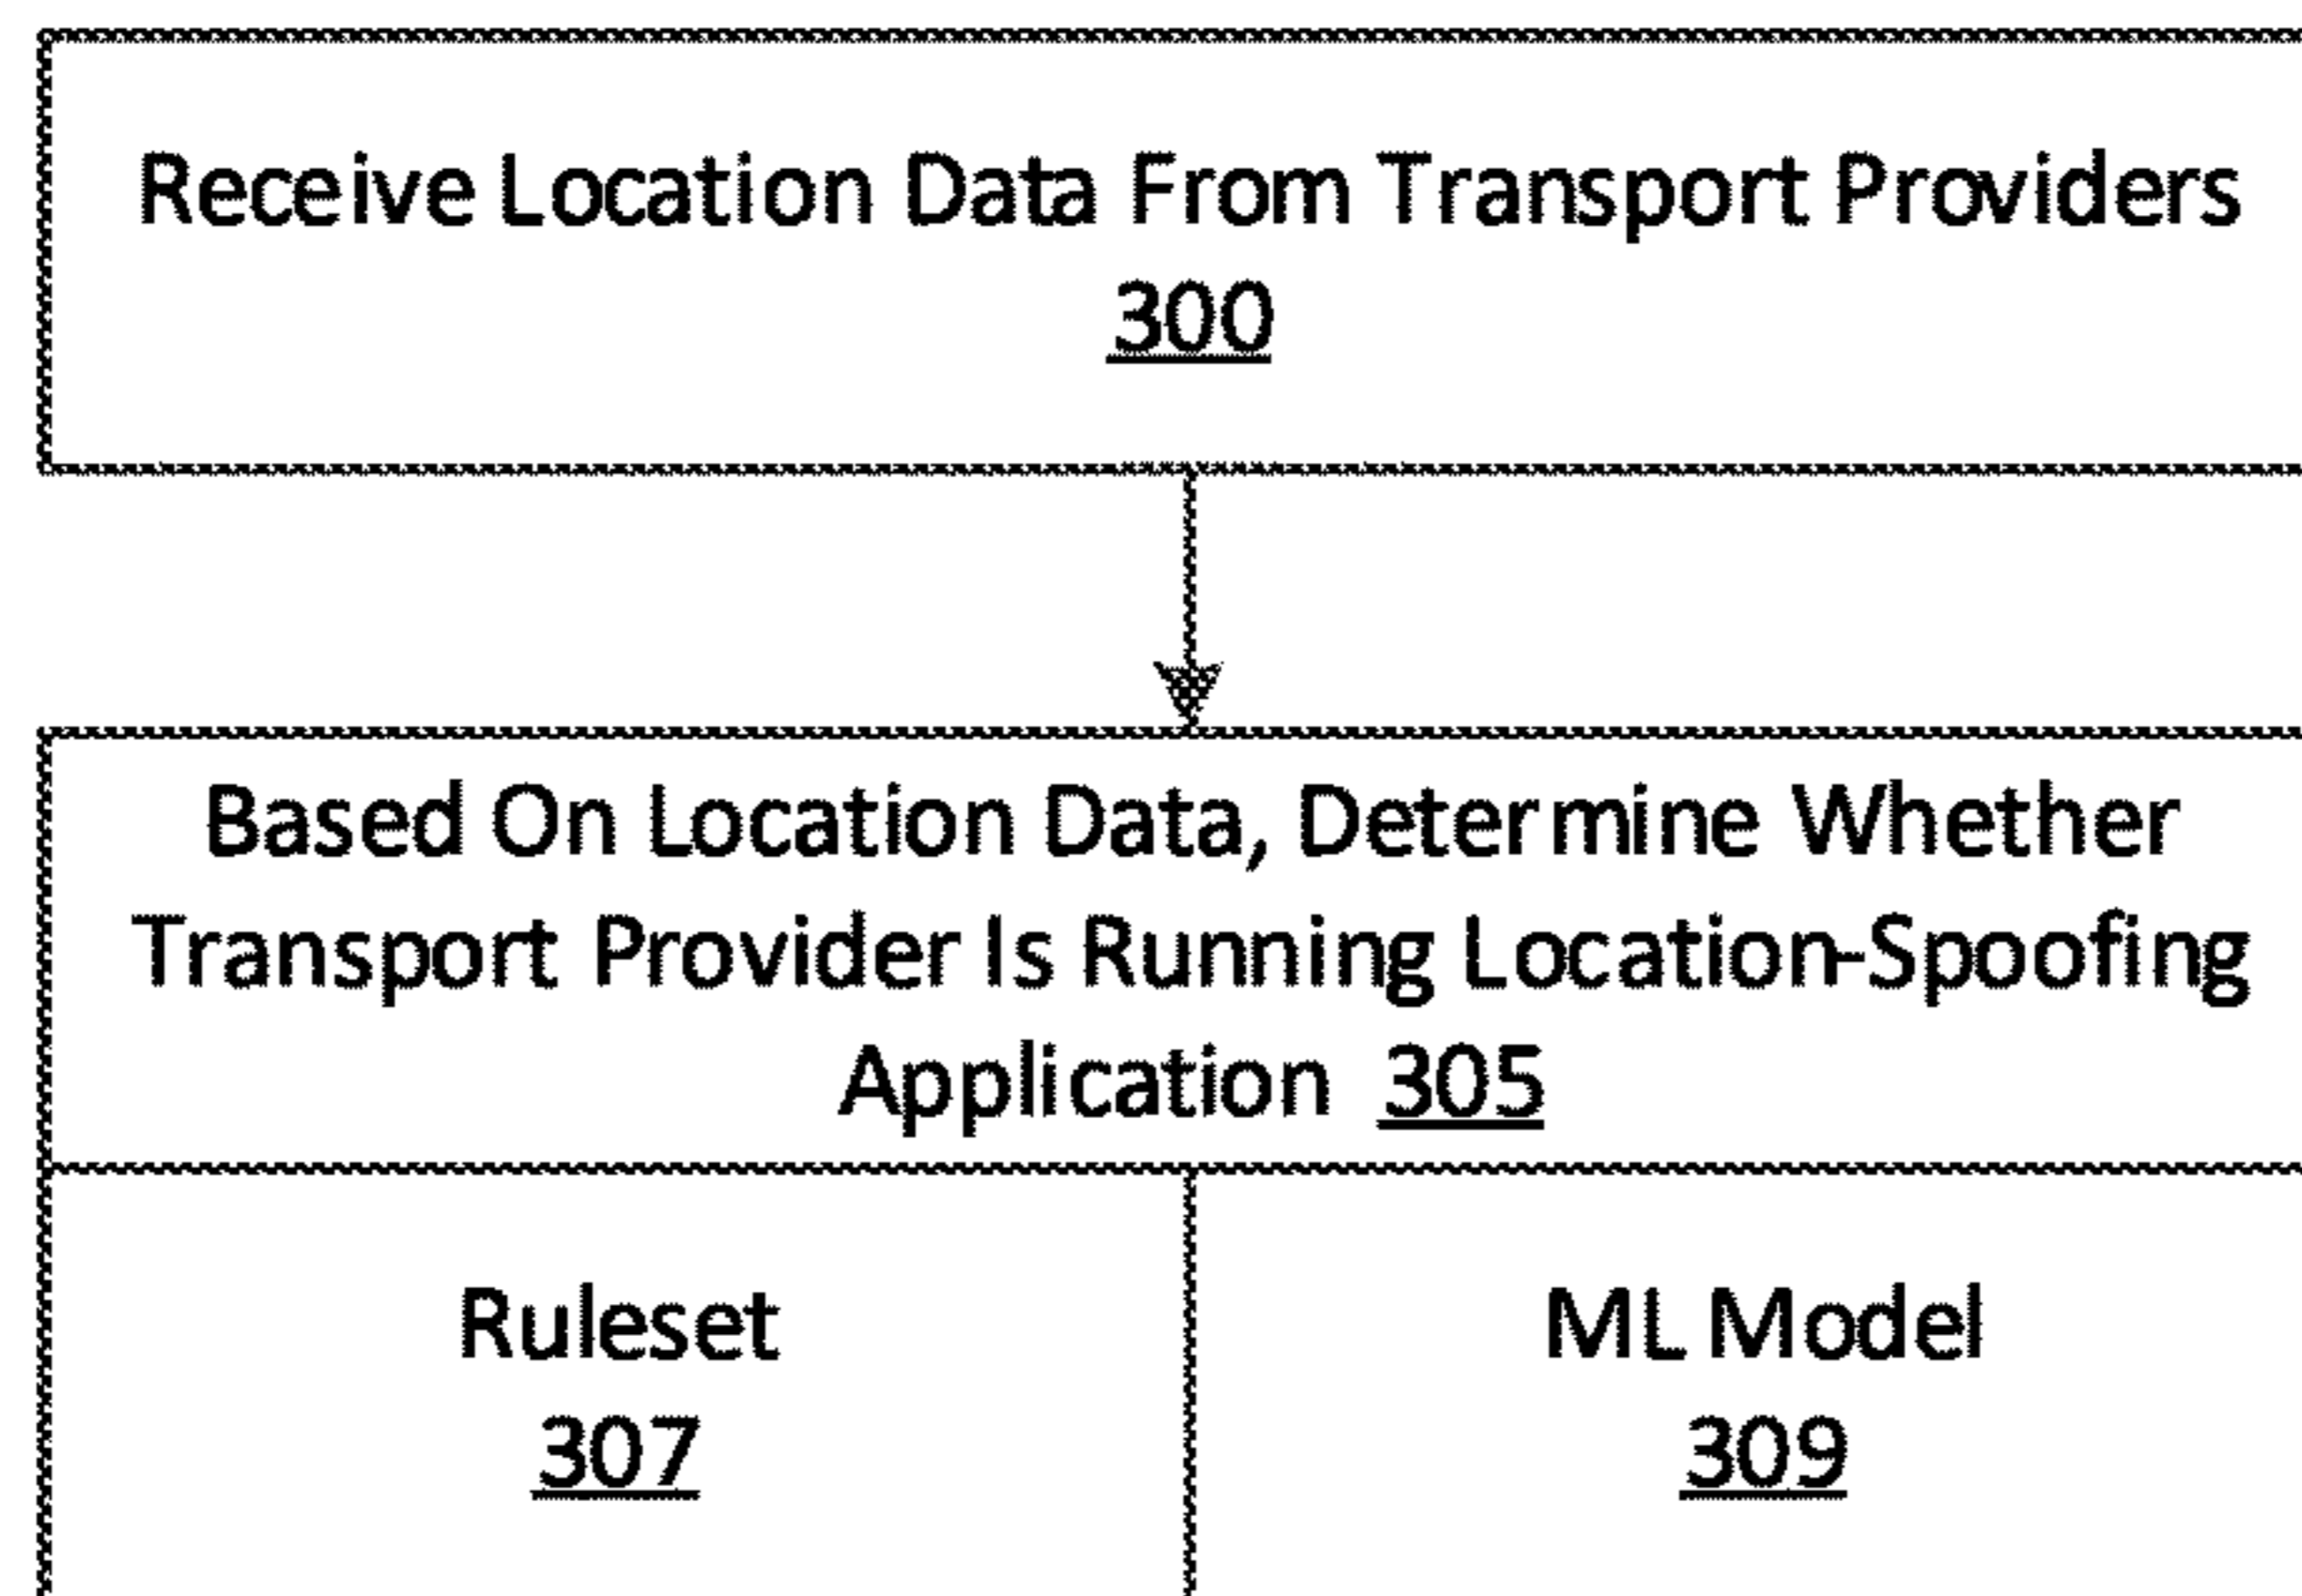 Receive Location Data From Transport Providers
300
Based On Location Data, Determine Whether
Transport Provider Is Running Location-Spoofing
Application 305
Ruleset
307
ML Model
309